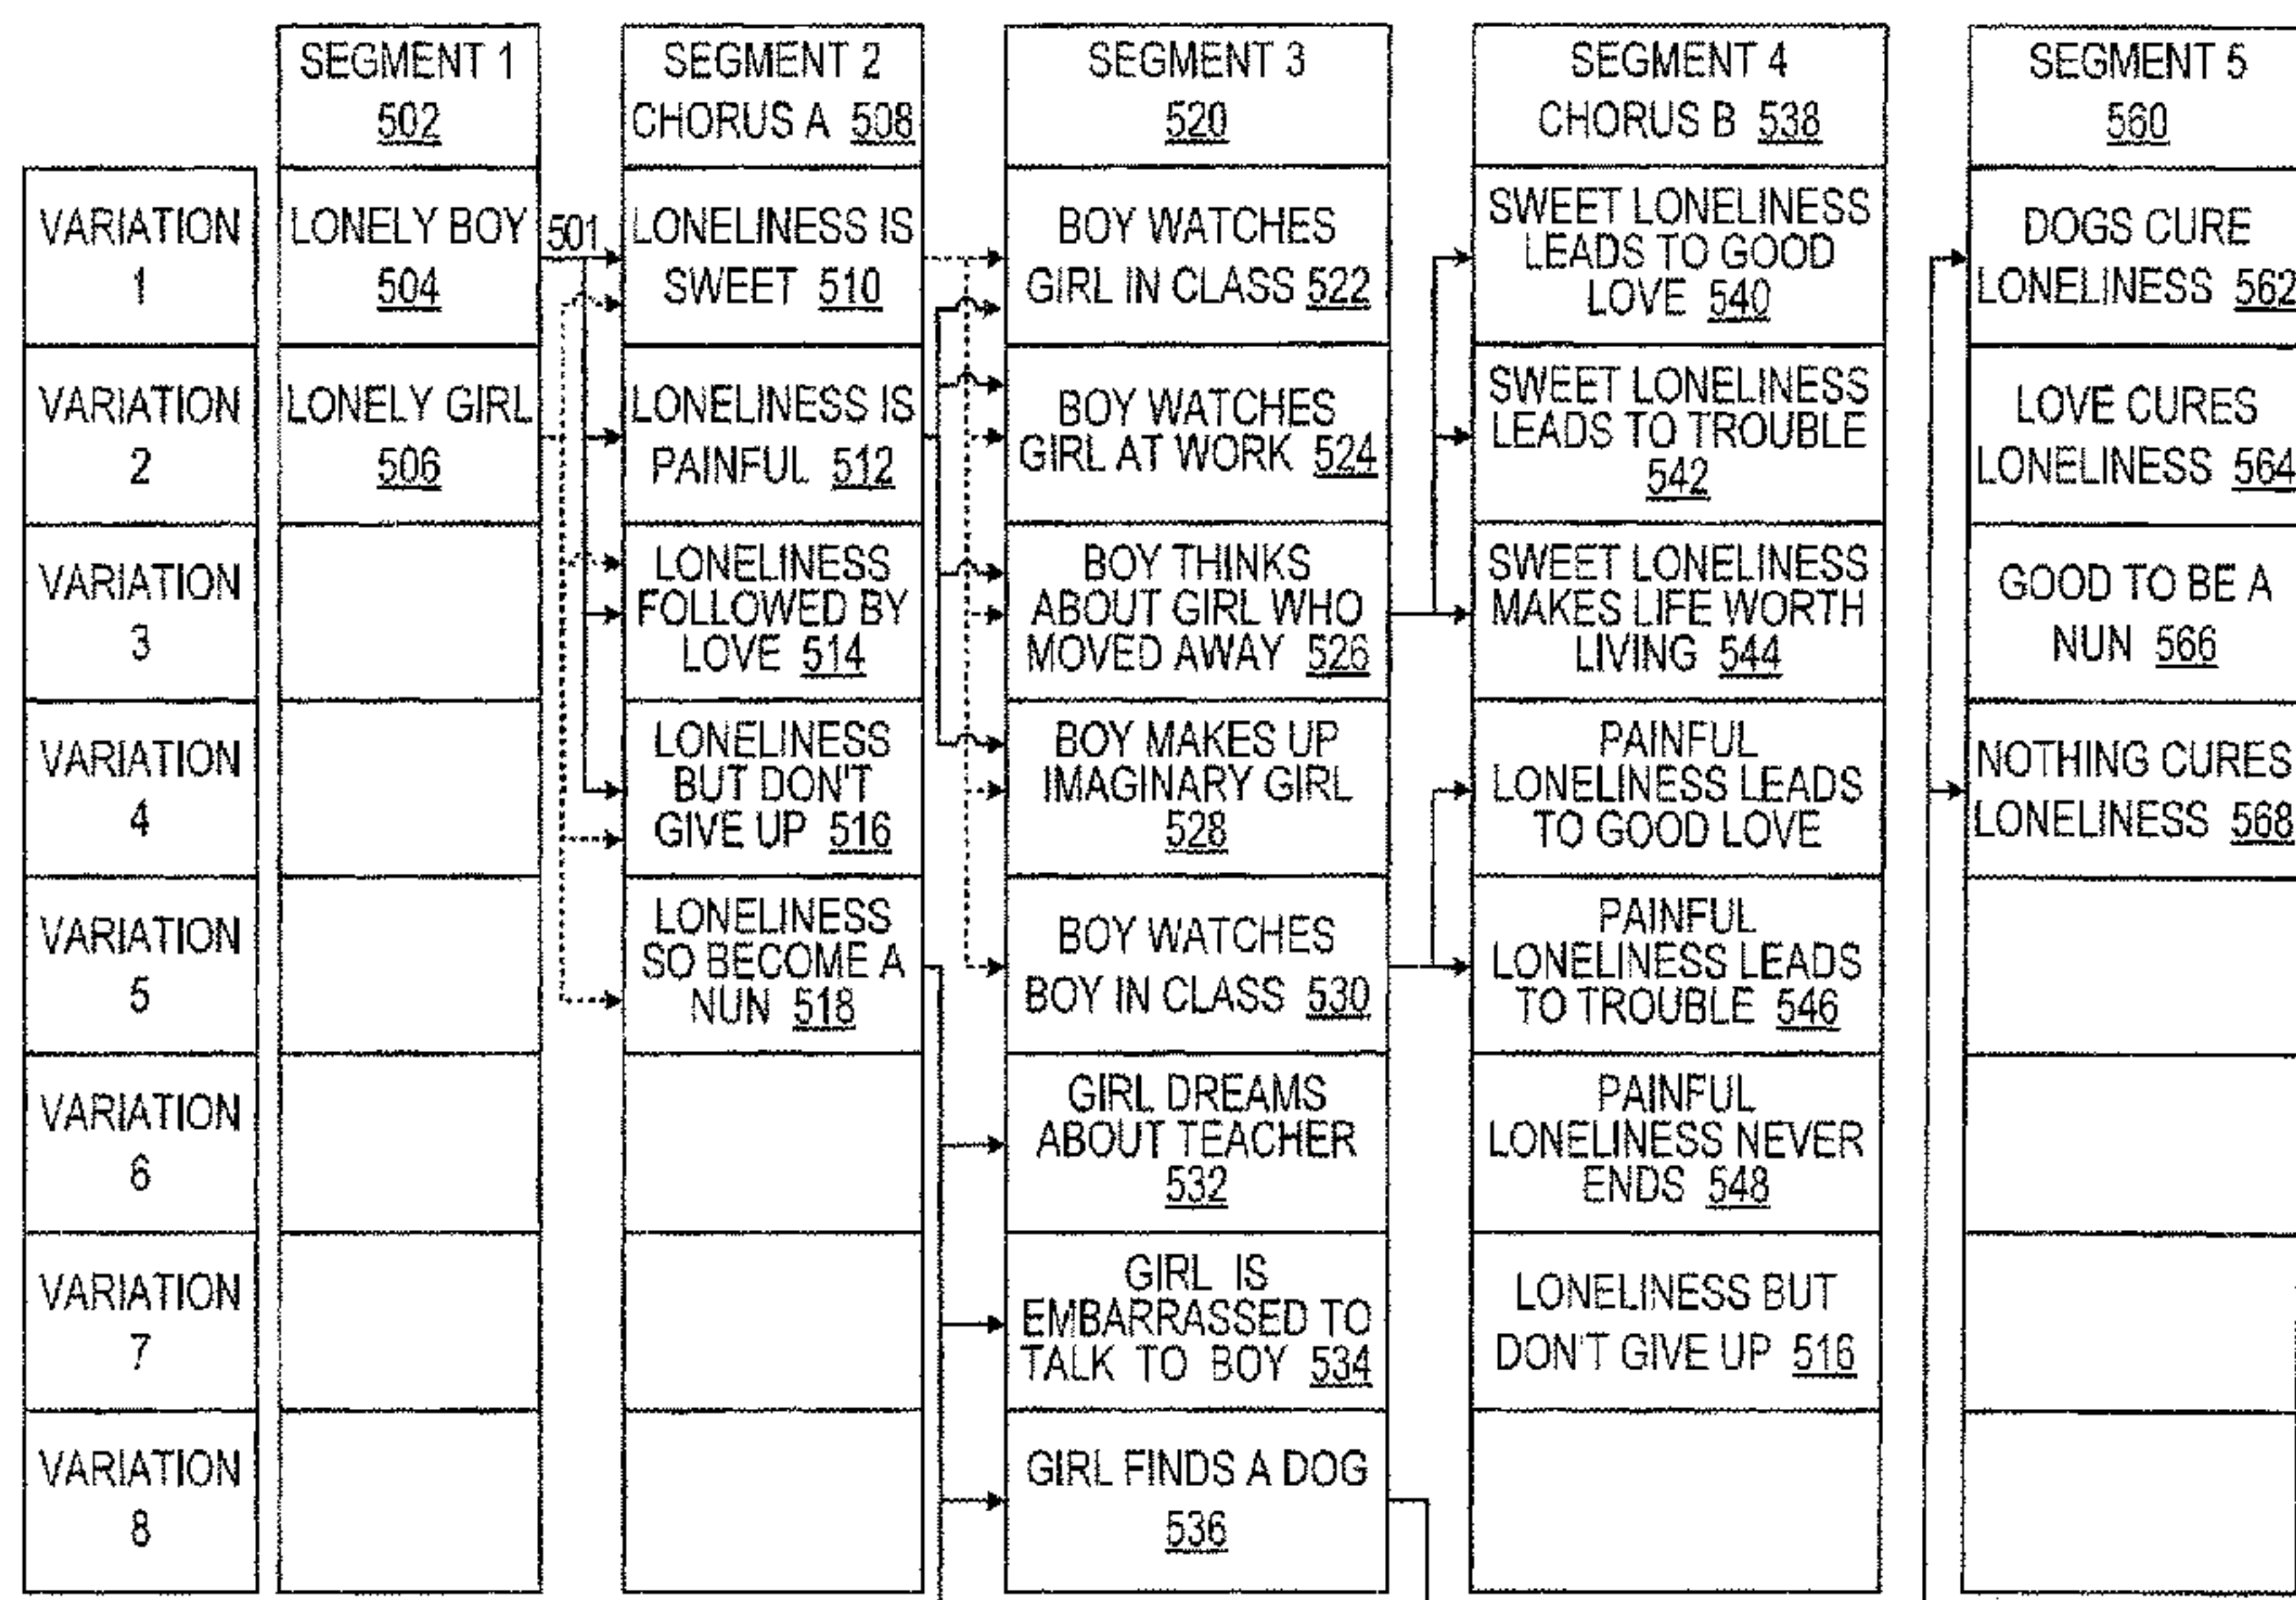 SEGMENT 1
502
LONELY BOY
504
LONELY GIRL
506
501
SEGMENT 2
CHORUS A 508
LONELINESS IS
SWEET 510
LONELINESS IS
PAINFUL 512
LONELINESS
FOLLOWED BY
LOVE 514
LONELINESS
BUT DON'T
GIVE UP 516
LONELINESS
SO BECOME A
NUN 518
SEGMENT 3
520
BOY WATCHES
GIRL IN CLASS 522
BOY WATCHES
GIRL AT WORK 524
BOY THINKS
ABOUT GIRL WHO
MOVED AWAY 526
BOY MAKES UP
IMAGINARY GIRL
528
BOY WATCHES
BOY IN CLASS 530
GIRL DREAMS
ABOUT TEACHER
532
GIRL IS
EMBARRASSED TO
TALK TO BOY 534
GIRL FINDS A DOG
536
SEGMENT 4
CHORUS B 538
SWEET LONELINESS
LEADS TO GOOD
LOVE 540
SWEET LONELINESS
LEADS TO TROUBLE
542
SWEET LONELINESS
MAKES LIFE WORTH
LIVING 544
PAINFUL
LONELINESS LEADS
TO GOOD LOVE
PAINFUL
LONELINESS LEADS
TO TROUBLE 546
PAINFUL
LONELINESS NEVER
ENDS 548
LONELINESS BUT
DON'T GIVE UP 516
SEGMENT 5
560
DOGS CURE
LONELINESS 562
LOVE CURES
LONELINESS 564
GOOD TO BE A
NUN 566
NOTHING CURES
LONELINESS 568
VARIATION
1
VARIATION
2
VARIATION
3
VARIATION
4
VARIATION
5
VARIATION
6
VARIATION
7
VARIATION
8